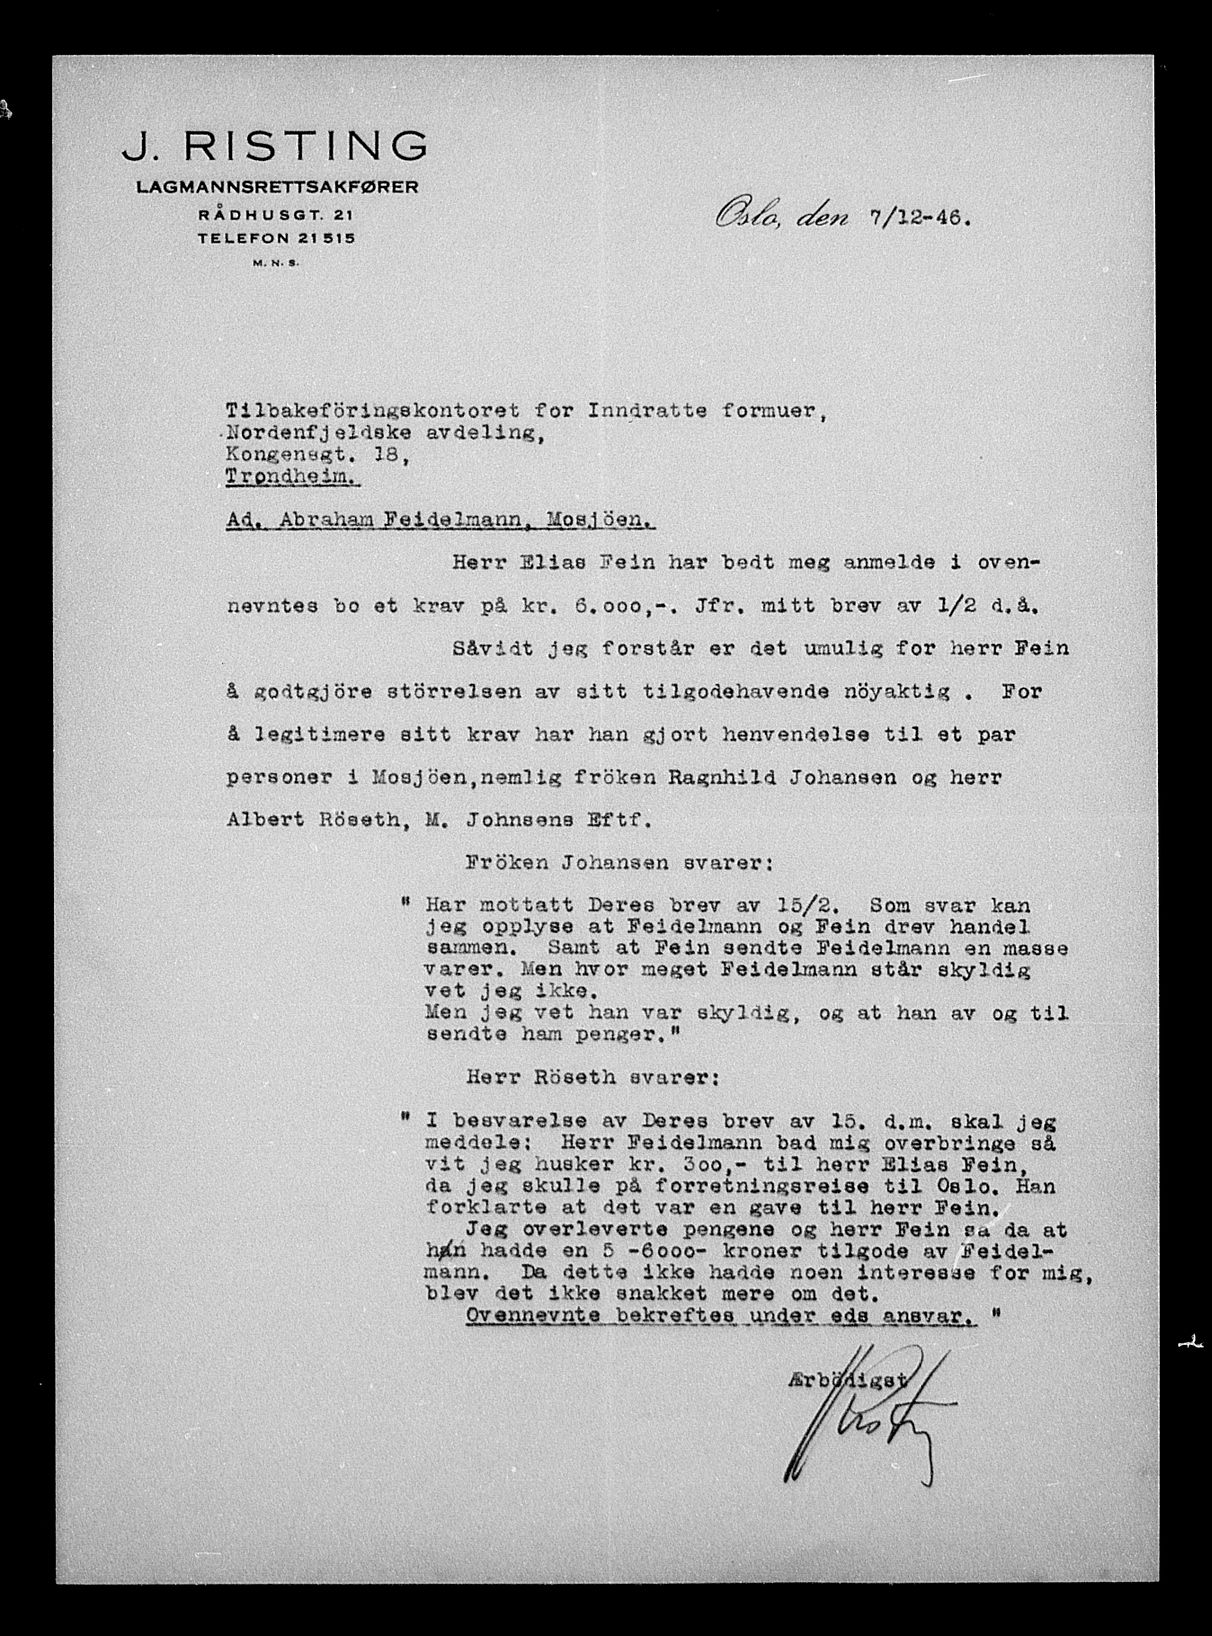 J. RISTING
LAGMANNSRETTSAKFØRER
RÅDHUSGT. 21
TELEFON 21515
M. N. S.
Oslo, den 7/12-46.
Tilbakeföringskontoret for Inndratte formuer,
Nordenfjeldske avdeling,
Kongensgt. 18,
Trondheim.
Ad. Abraham Feidelmann, Mosjöen.
Herr Elias Fein har bedt meg anmelde i oven-
nevntes bo et krav på kr. 6.ooo,-. Jfr. mitt brev av 1/2 d.å.
Såvidt jeg forstår er det umulig for herr Fein
å godtgjöre störrelsen av sitt tilgodehavende nöyaktig . For
å legitimere sitt krav har han gjort henvendelse til et par
personer i Mosjöen,nemlig fröken Ragnhild Johansen og herr
Albert Röseth, M. Johnsens Eftf.
Fröken Johansen svarer:
" Har mottatt Deres brev av 15/2. Som svar kan
jeg opplyse at Feidelmann og Fein drev handel
sammen. Samt at Fein sendte Feidelmann en masse
varer. Men hvor meget Feidelmann står skyldig
vet jeg ikke.
Men jeg vet han var skyldig, og at han av og til
sendte ham penger."
Herr Röseth svarer:
" I besvarelse av Deres brev av 15. d.m. skal jeg
meddele: Herr Feidelmann bad mig overbringe så
vit jeg husker kr. 3oo,- til herr Elias Fein,
da jeg skulle på forretningsreise til Oslo. Han
forklarte at det var en gave til herr Fein.
Jeg overleverte pengene og herr Fein sa da at
han hadde en 5 -6ooo- kroner tilgode av Feidel-
mann. Da dette ikke hadde noen interesse for mig,
blev det ikke snakket mere om det.
Ovennevnte bekreftes under eds ansvar. "
Ærbödigst
Risting